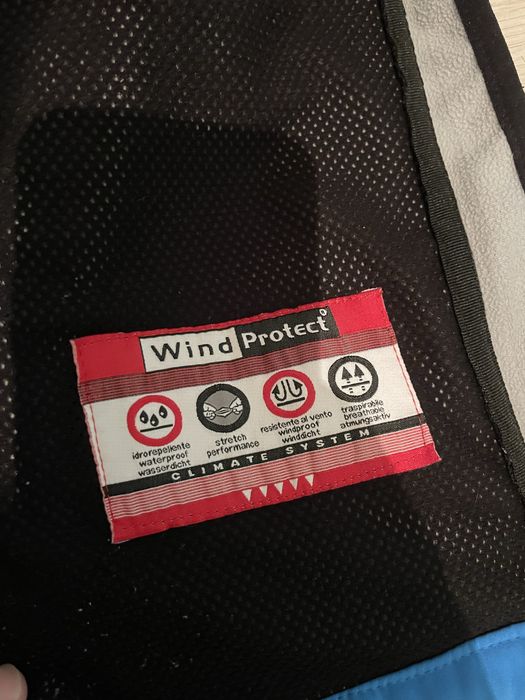 Wind Protect°
idrorepellente
waterproof
wasserdicht
stretch
performance
resistente al vento
windproof
winddicht
traspirabile
breathable
atmungsaktiv
CLIMATE SYSTEM